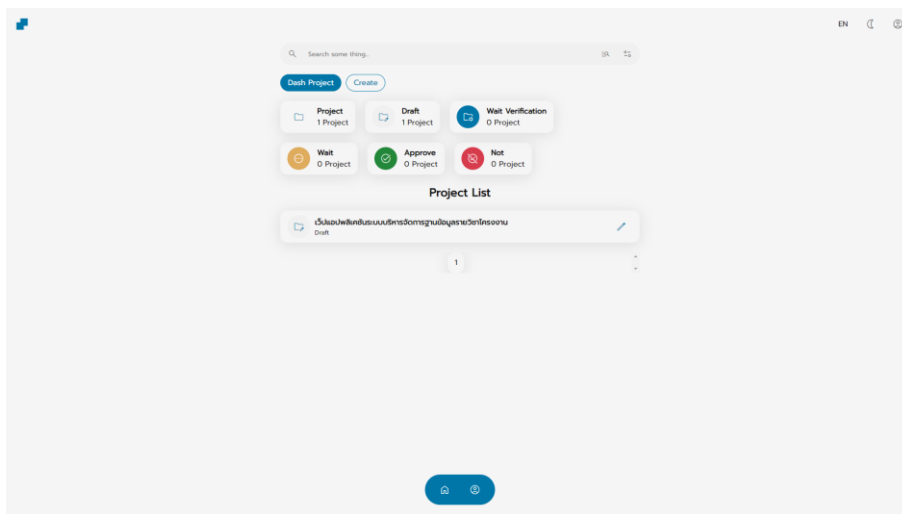 EN
Search some thing..
Dash Project
Create
Project
1 Project
Draft
1 Project
Wait Verification
0 Project
Wait
0 Project
Approve
0 Project
Not
0 Project
Project List
เว็ปแอปพลิเคชันระบบบริหารจัดการฐานข้อมูลรายวิชาโครงงาน
Draft
1